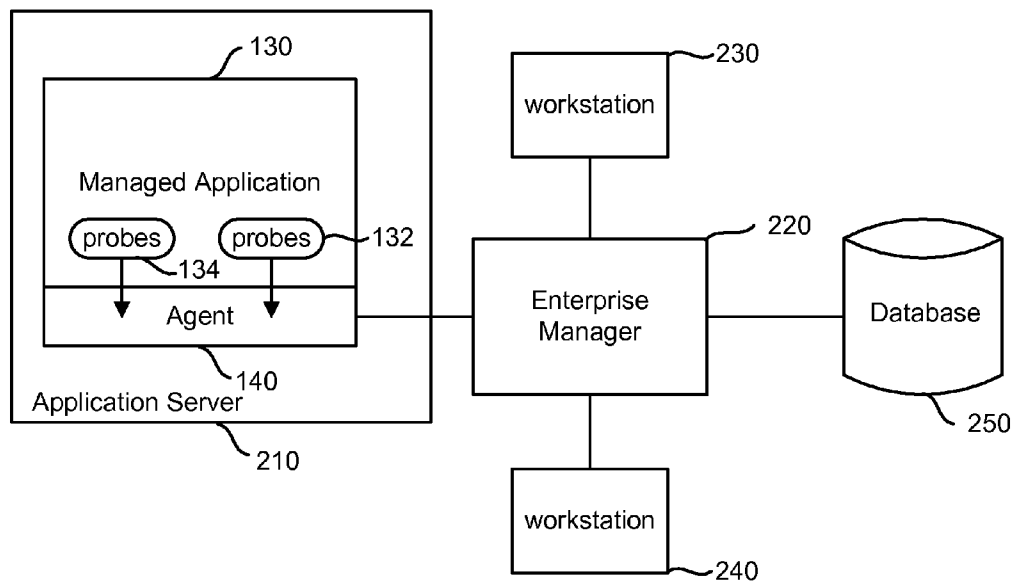 130
230
workstation
Managed Application
probes
probes
132
134
220
Agent
Enterprise
Manager
Database
140
Application Server
250
210
workstation
240